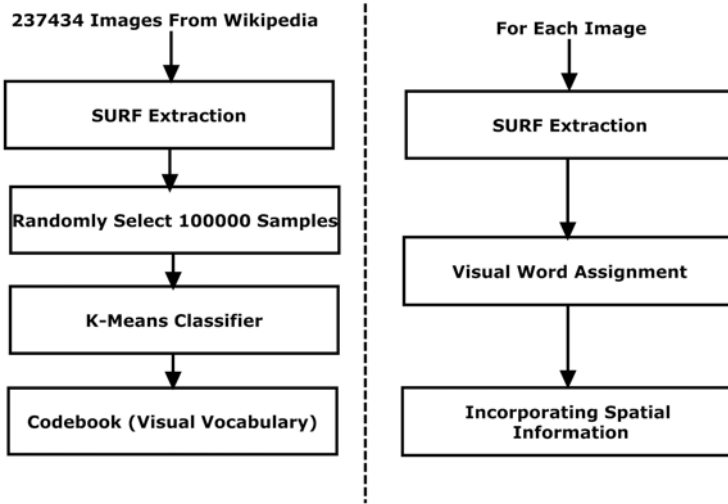 237434 Images From Wikipedia
SURF Extraction
Randomly Select 100000 Samples
K-Means Classifier
Codebook (Visual Vocabulary)
For Each Image
SURF Extraction
Visual Word Assignment
Incorporating Spatial
Information